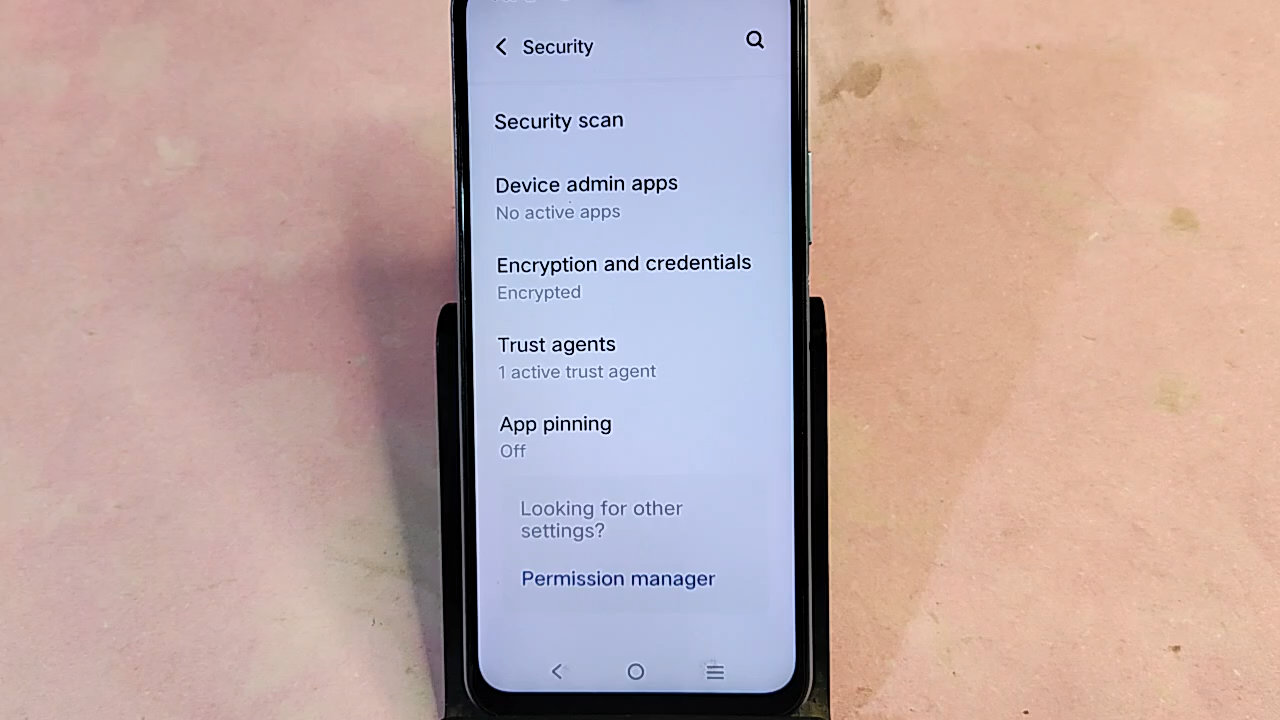 Security
Security scan
Device admin apps
No active apps
Encryption and credentials
Encrypted
Trust agents
1 active trust agent
App pinning
Off
Looking for other
settings?
Permission manager